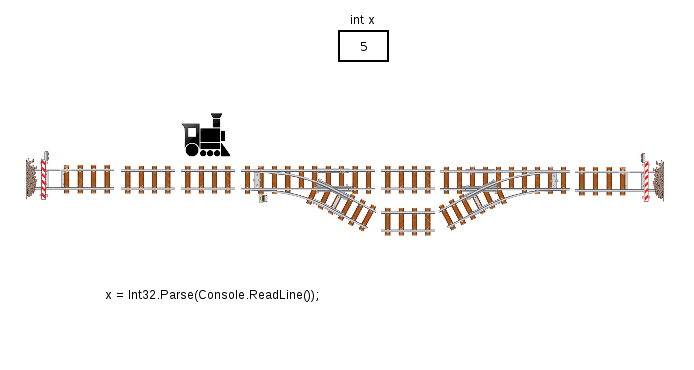 int x
5
x = Int32.Parse(Console.ReadLine());